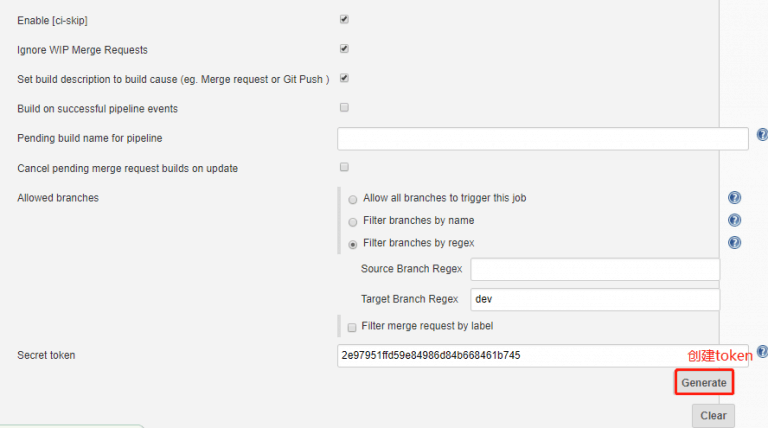 Enable [ci-skip]
Ignore WIP Merge Requests
Set build description to build cause (eg. Merge request or Git Push )
Build on successful pipeline events
Pending build name for pipeline
Cancel pending merge request builds on update
Allowed branches
Allow all branches to trigger this job
Filter branches by name
Filter branches by regex
Source Branch Regex
Target Branch Regex dev
Filter merge request by label
Secret token 2e97951ffd59e84986d84b668461b745 创建token
Generate
Clear